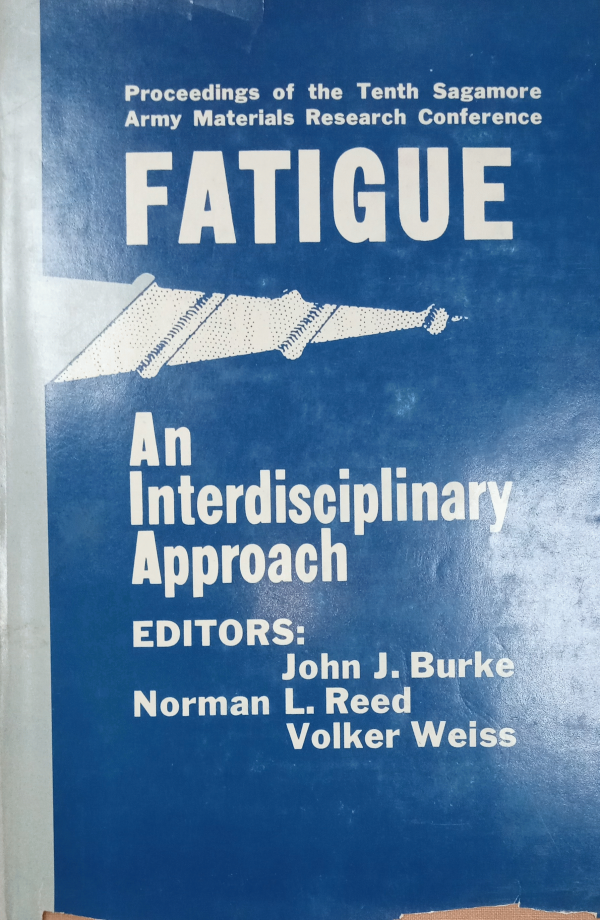 Proceedings of the Tenth Sagamore
Army Materials Research Conference
FATIGUE
An
Interdisciplinary
Approach
EDITORS:
John J. Burke
Norman L. Reed
Volker Weiss